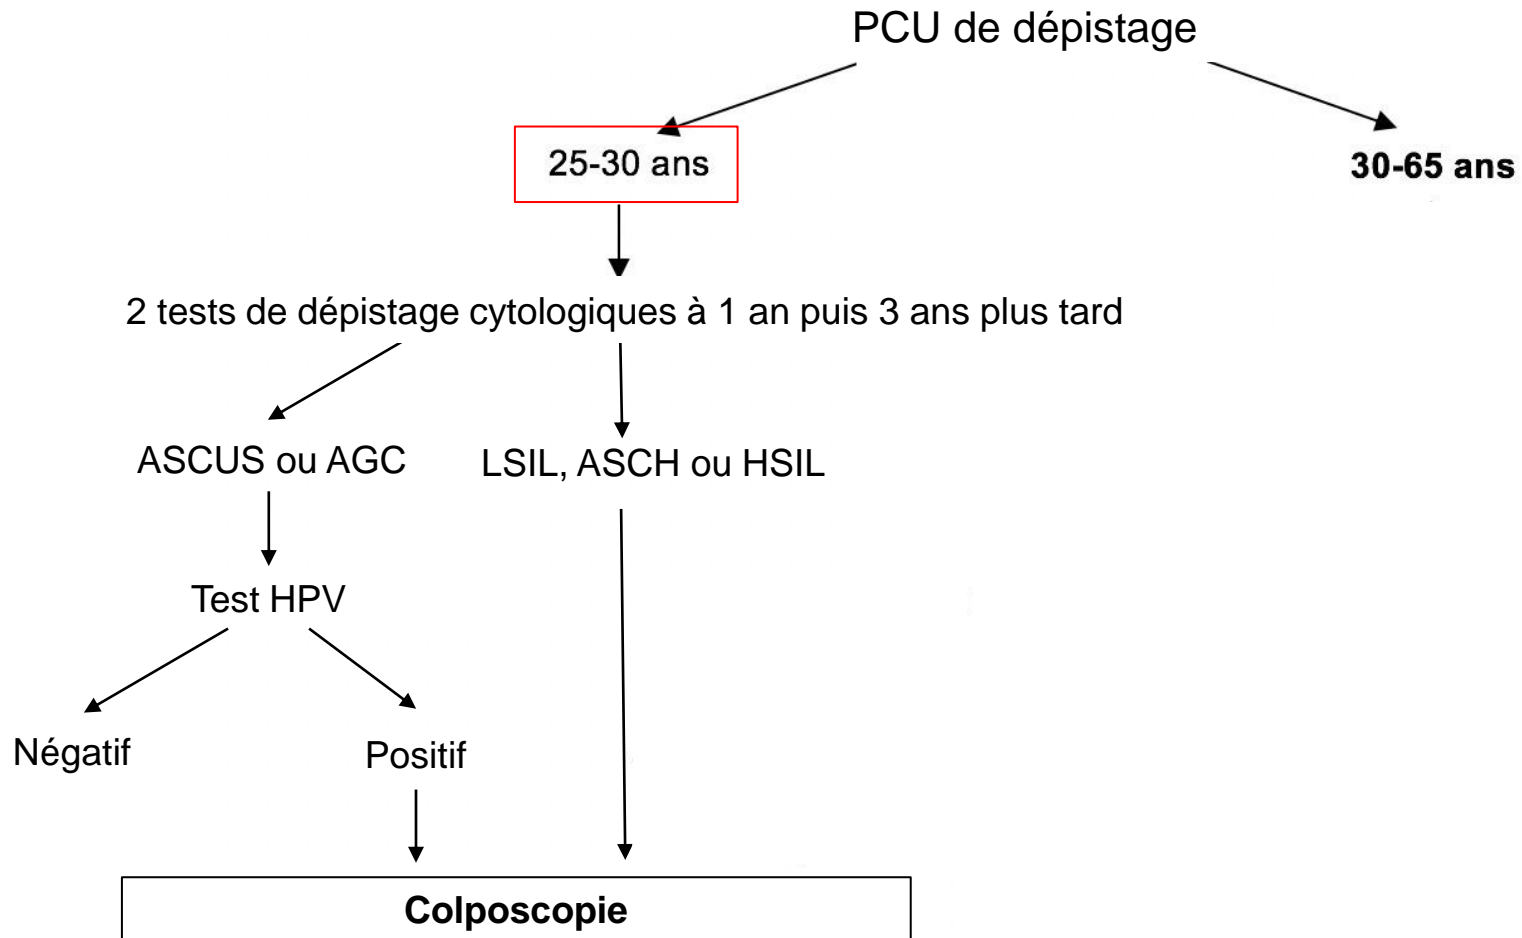 PCU de dépistage
25-30 ans
30-65 ans
2 tests de dépistage cytologiques à 1 an puis 3 ans plus tard
ASCUS ou AGC
LSIL, ASCH ou HSIL
Test HPV
Négatif
Positif
Colposcopie